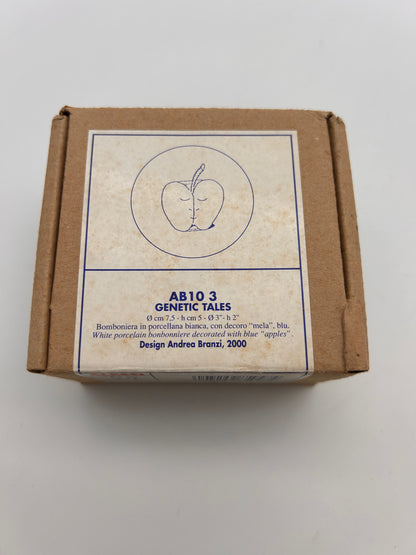 AB10 3
GENETIC TALES
Ø cm 7,5 - h cm 5 - Ø 3" - h 2"
Bomboniera in porcellana bianca, con decoro "mela", blu.
White porcelain bonbonniere decorated with blue "apples".
Design Andrea Branzi, 2000